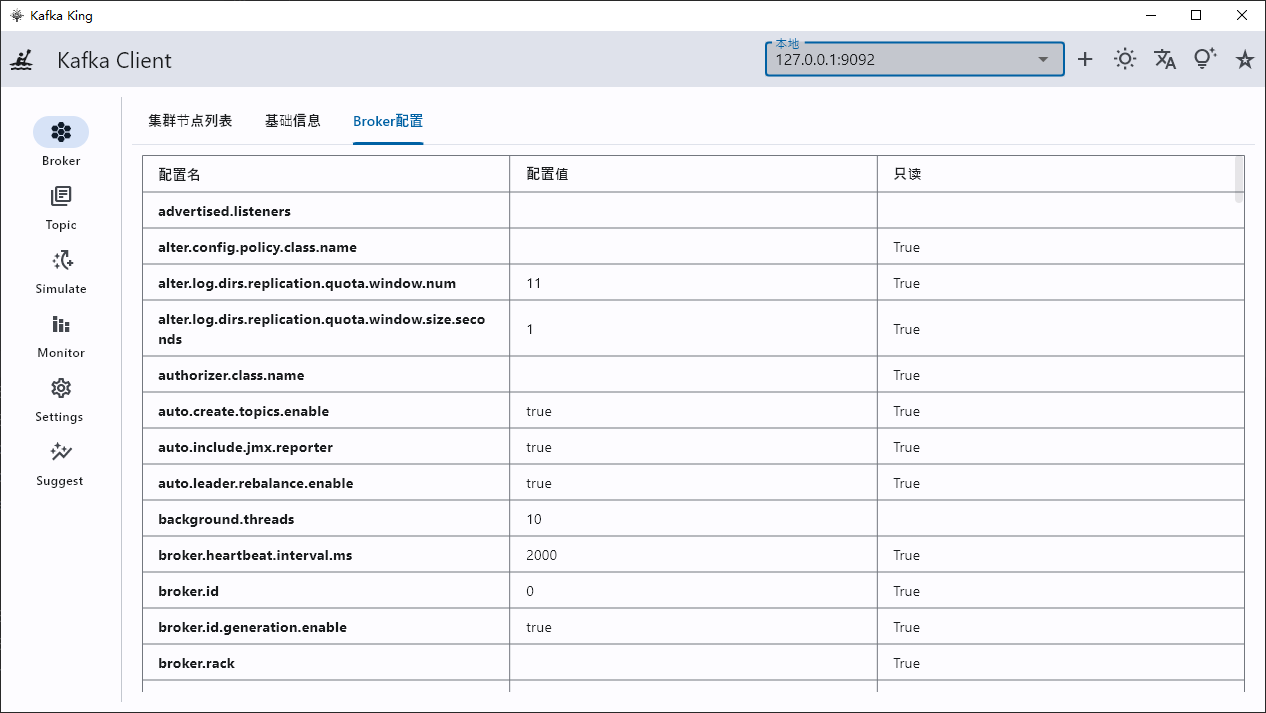 Kafka King
Kafka Client
本地
127.0.0.1:9092
Broker
Topic
Simulate
Monitor
Settings
Suggest
集群节点列表 基础信息 Broker配置
配置名 配置值 只读
advertised.listeners
alter.config.policy.class.name True
alter.log.dirs.replication.quota.window.num 11 True
alter.log.dirs.replication.quota.window.size.seco
nds 1 True
authorizer.class.name True
auto.create.topics.enable true True
auto.include.jmx.reporter true True
auto.leader.rebalance.enable true True
background.threads 10
broker.heartbeat.interval.ms 2000 True
broker.id 0 True
broker.id.generation.enable true True
broker.rack True